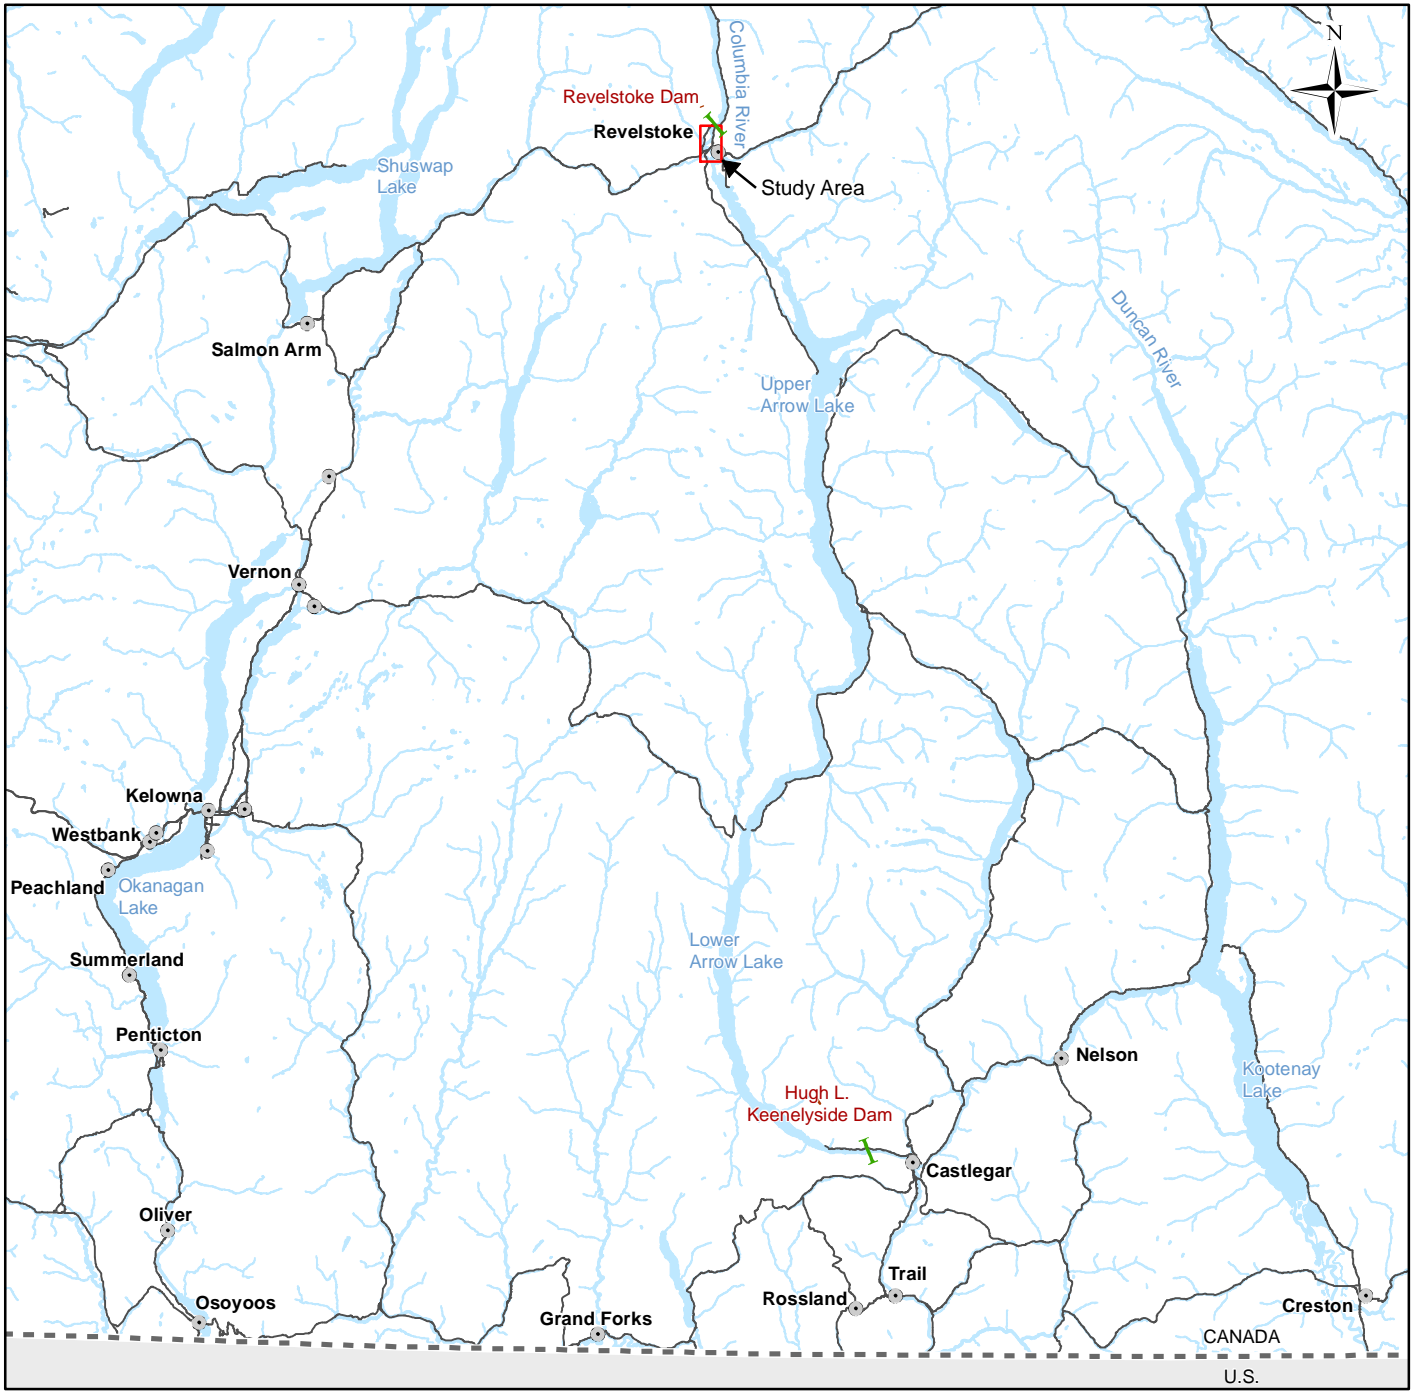 N
Columbia River
Revelstoke Dam
Revelstoke
Study Area
Shuswap
Lake
Salmon Arm
Duncan River
Upper
Arrow Lake
Vernon
Kelowna
Westbank
Peachland
Okanagan
Lake
Summerland
Lower
Arrow Lake
Penticton
Nelson
Kootenay
Lake
Hugh L.
Keenelyside Dam
Castlegar
Oliver
Osoyoos
Trail
Rossland
Grand Forks
Creston
CANADA
U.S.